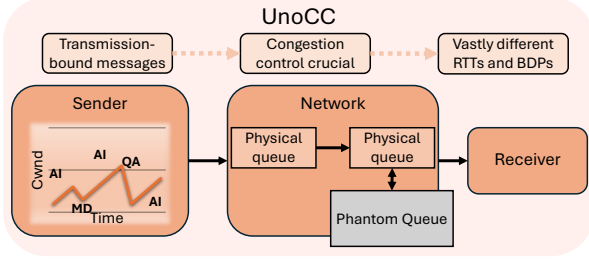 UnoCC
Transmission-
bound messages
Congestion
control crucial
Vastly different
RTTs and BDPs
Sender
Cwnd
AI
AI
QA
MD
AI
Time
Network
Physical
queue
Physical
queue
Phantom Queue
Receiver